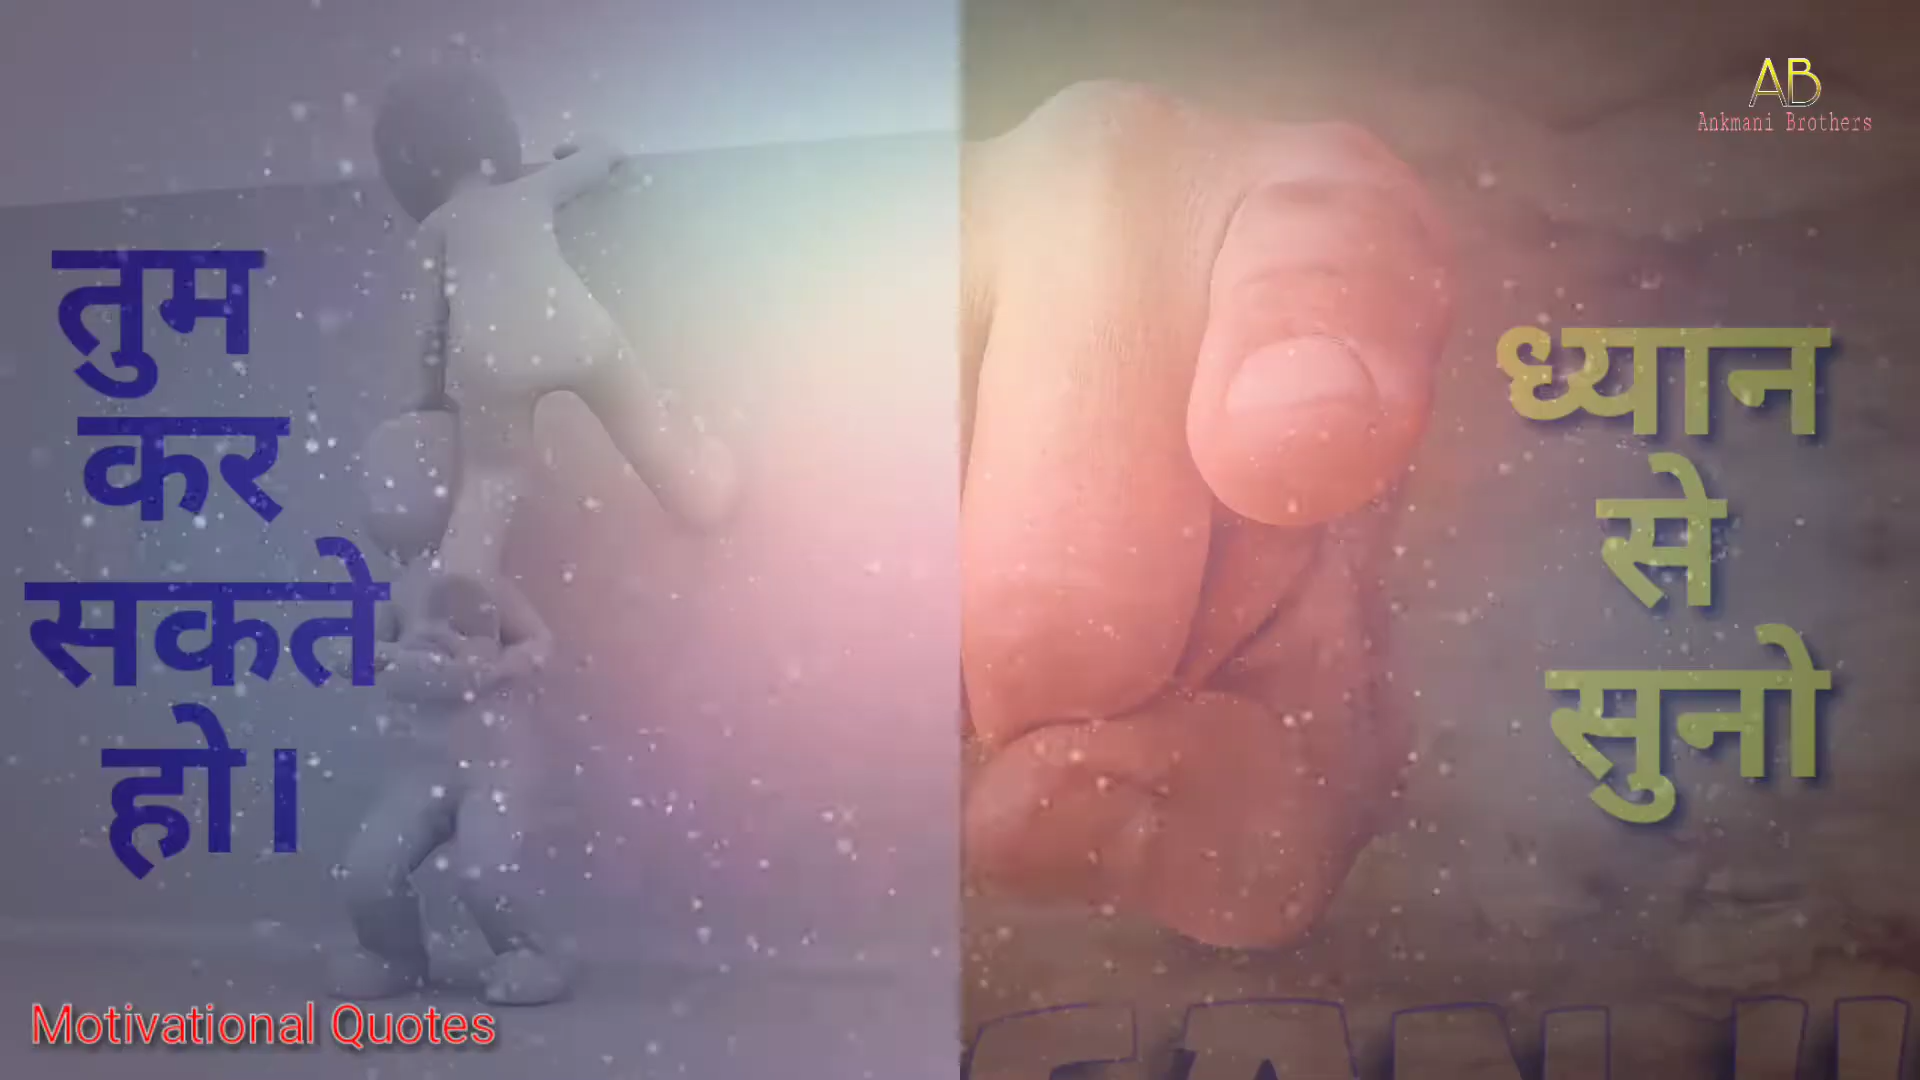 AB
Ankmani Brothers
तुम
कर
सकते
हो।
ध्यान
से
सुनो
Motivational Quotes